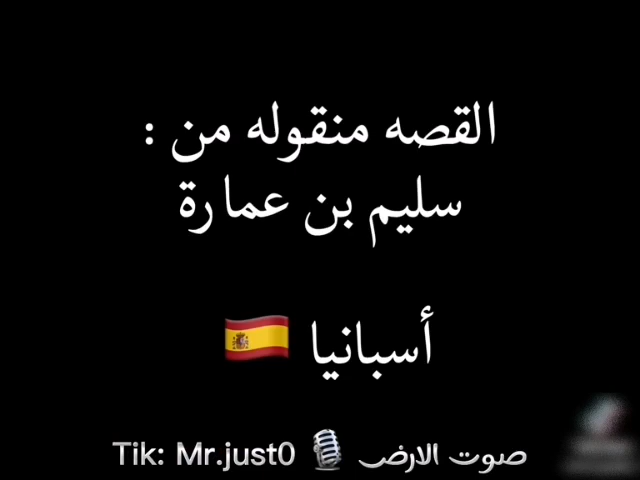 القصه منقوله من :
سليم بن عمارة
أسبانيا 🇪🇸
Tik: Mr.just0 🎙 صوت الارض